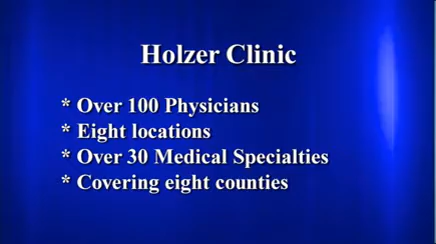 Holzer Clinic
* Over 100 Physicians
* Eight locations
* Over 30 Medical Specialties
* Covering eight counties